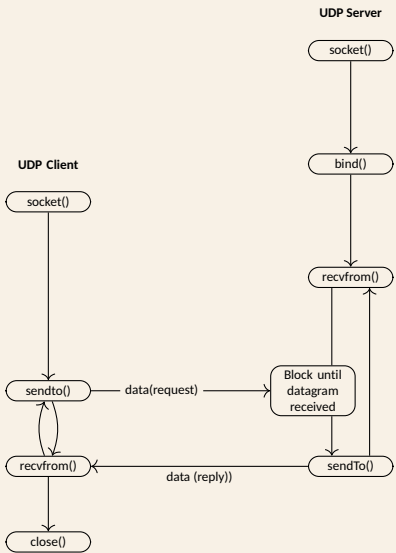 UDP Server
socket()
bind()
UDP Client
socket()
recvfrom()
Block until
datagram
received
sendto()
data(request)
recvfrom()
data (reply))
sendTo()
close()